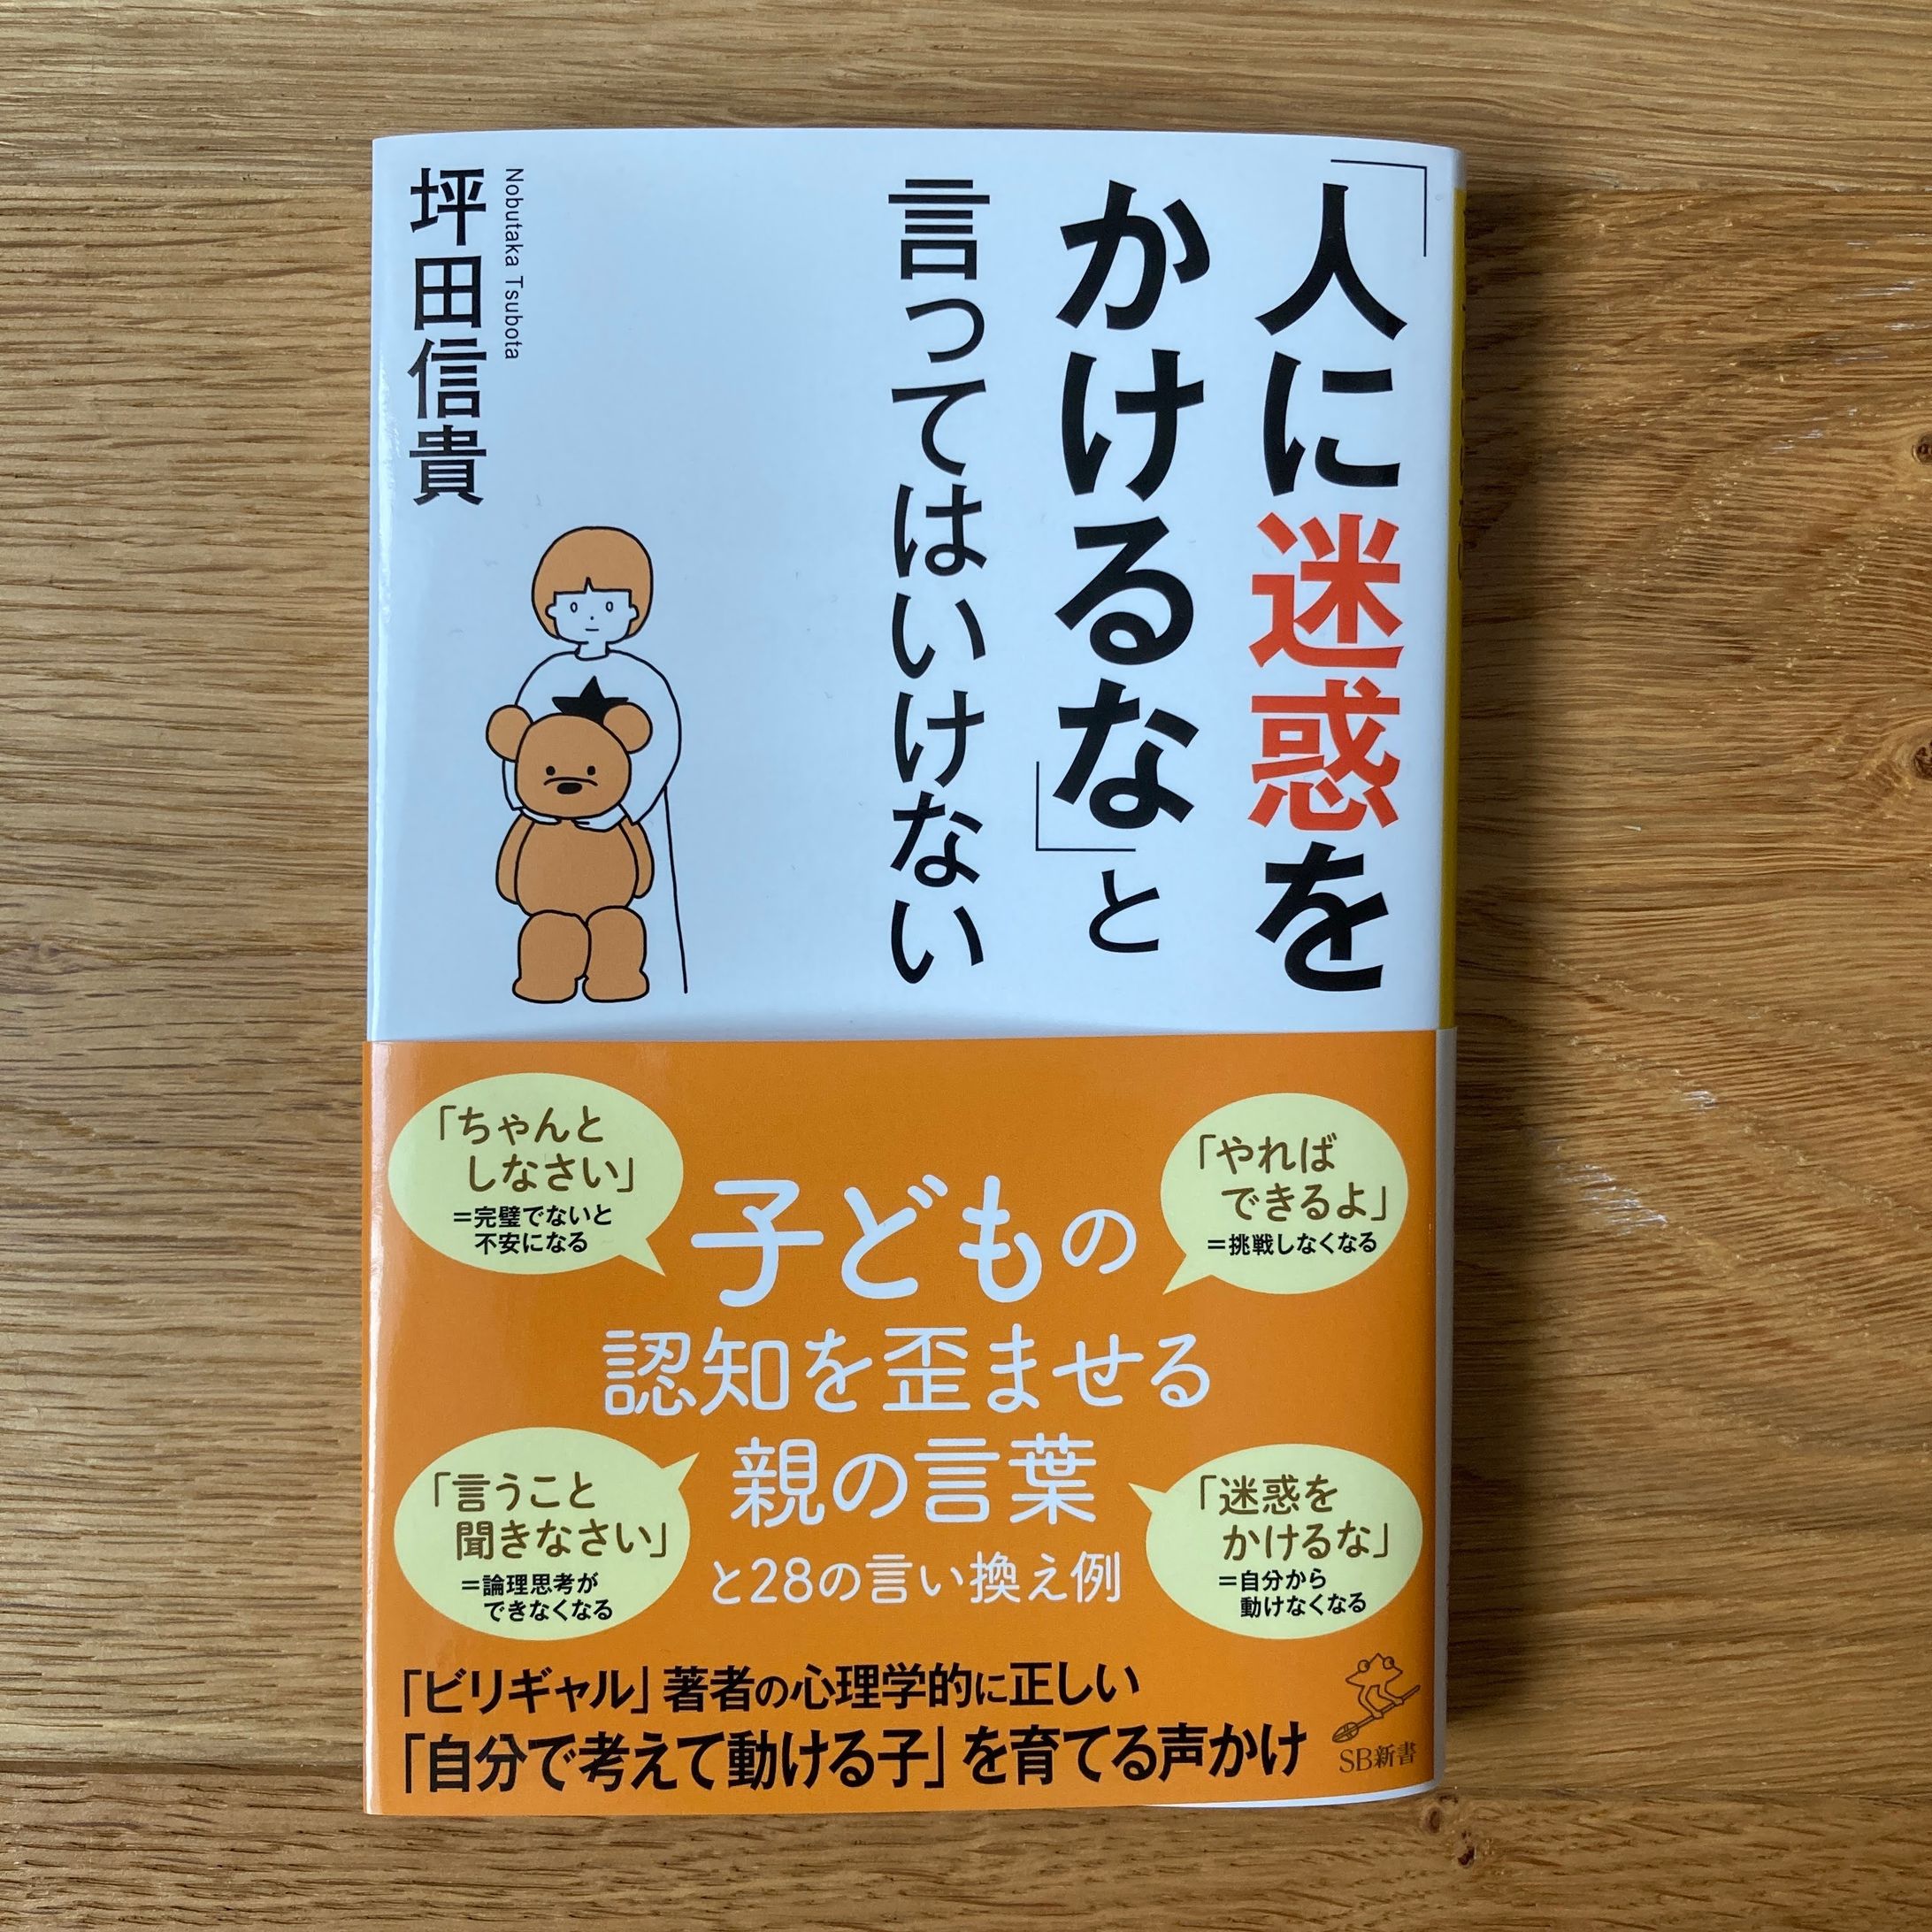 「人に迷惑を
かけるな」と
言ってはいけない
Nobutaka Tsubota
坪田信貴
「やれば
できるよ」
＝挑戦しなくなる
「ちゃんと
しなさい」
＝完璧でないと
不安になる
子どもの
認知を歪ませる
親の言葉
と28の言い換え例
「言うこと
聞きなさい」
＝論理思考が
できなくなる
「迷惑を
かけるな」
＝自分から
動けなくなる
「ビリギャル」著者の心理学的に正しい
「自分で考えて動ける子」を育てる声かけ
SB新書